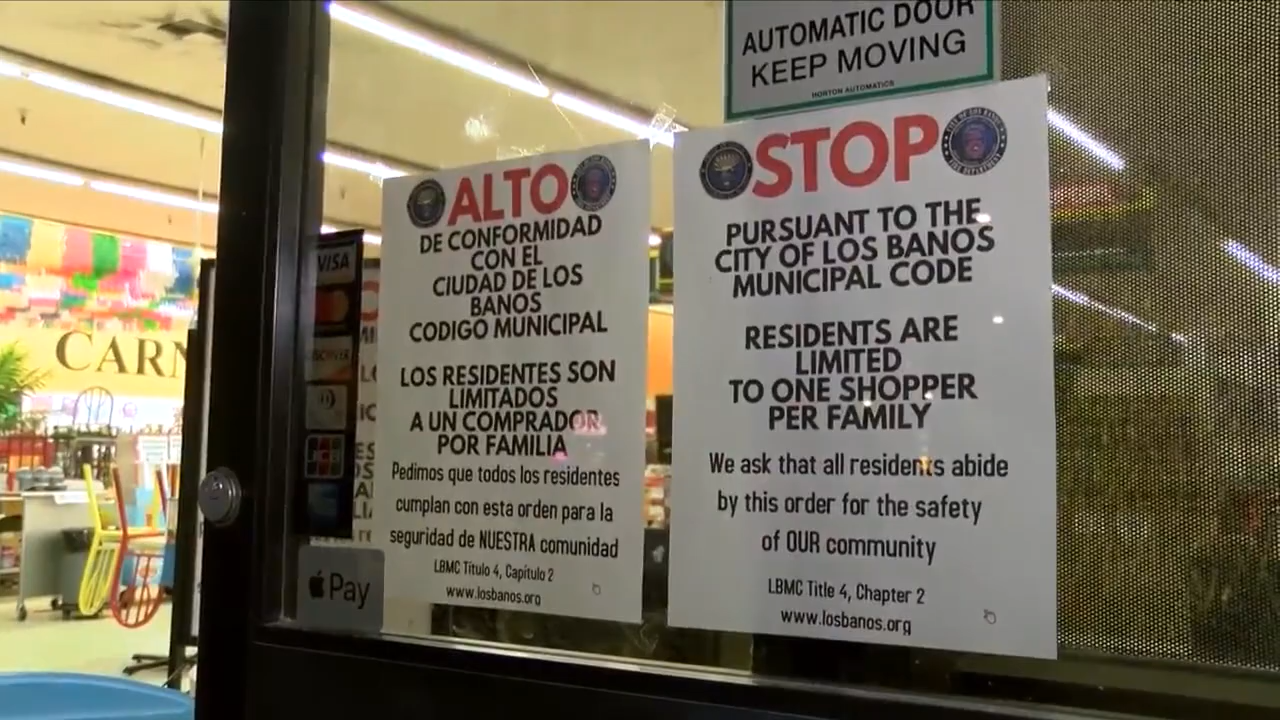 AUTOMATIC DOOR
KEEP MOVING
HORTON AUTOMATICS
ALTO
DE CONFORMIDAD
CON EL
CIUDAD DE LOS
BANOS
CODIGO MUNICIPAL
LOS RESIDENTES SON
LIMITADOS
A UN COMPRADOR
POR FAMILIA
Pedimos que todos los residentes
cumplan con esta orden para la
seguridad de NUESTRA comunidad
LBMC Título 4, Capítulo 2
www.losbanos.org
STOP
PURSUANT TO THE
CITY OF LOS BANOS
MUNICIPAL CODE
RESIDENTS ARE
LIMITED
TO ONE SHOPPER
PER FAMILY
We ask that all residents abide
by this order for the safety
of OUR community
LBMC Title 4, Chapter 2
www.losbanos.org
VISA
DISCOVER
JCB
Pay
CARN